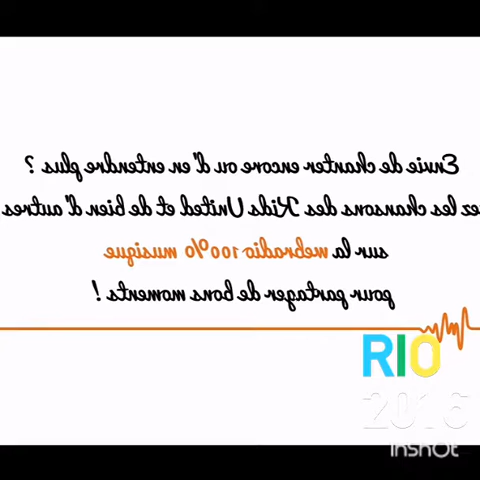 Envie de chanter encore ou d'en entendre plus ?
les chansons des Kids United et de bien d'autres
sur la webradio 100% musique
pour partager de bons moments !
RIO
2016
InShOt